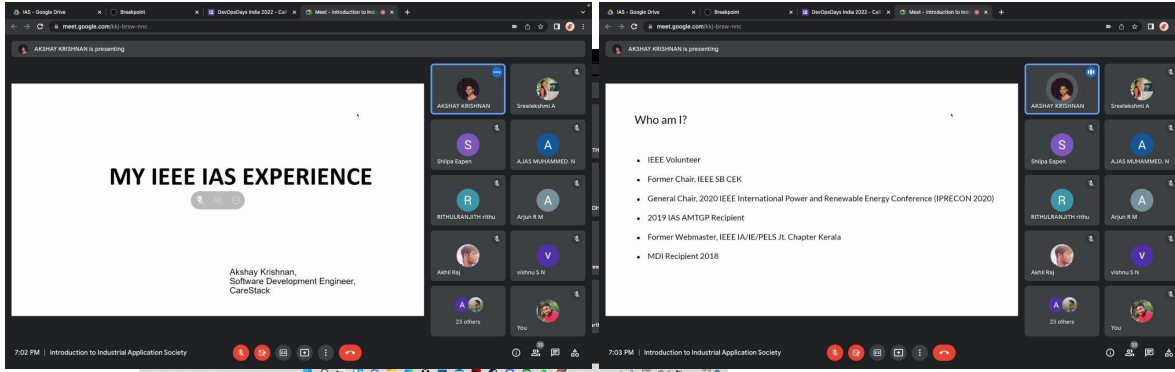 IAS - Google Drive
Breakpoint
DevOpsDays India 2022 - Call
Meet - Introduction to Ind
meet.google.com/kkj-brsw-nnc
AKSHAY KRISHNAN is presenting
MY IEEE IAS EXPERIENCE
Akshay Krishnan,
Software Development Engineer,
CareStack
AKSHAY KRISHNAN
Sreelekshmi A
S
A
Shilpa Eapen
AJAS MUHAMMED. N
R
A
RITHULRANJITH rithu
Arjun R M
V
Akhil Raj
vishnu S N
A
23 others
You
7:02 PM | Introduction to Industrial Application Society
33
IAS - Google Drive
Breakpoint
DevOpsDays India 2022 - Call
Meet - Introduction to Ind
meet.google.com/kkj-brsw-nnc
AKSHAY KRISHNAN is presenting
Who am I?
• IEEE Volunteer
• Former Chair, IEEE SB CEK
• General Chair, 2020 IEEE International Power and Renewable Energy Conference (IPRECON 2020)
• 2019 IAS AMTGP Recipient
• Former Webmaster, IEEE IA/IE/PELS Jt. Chapter Kerala
• MDI Recipient 2018
AKSHAY KRISHNAN
Sreelekshmi A
S
A
Shilpa Eapen
AJAS MUHAMMED. N
R
A
RITHULRANJITH rithu
Arjun R M
V
Akhil Raj
vishnu S N
A
23 others
You
7:03 PM | Introduction to Industrial Application Society
33